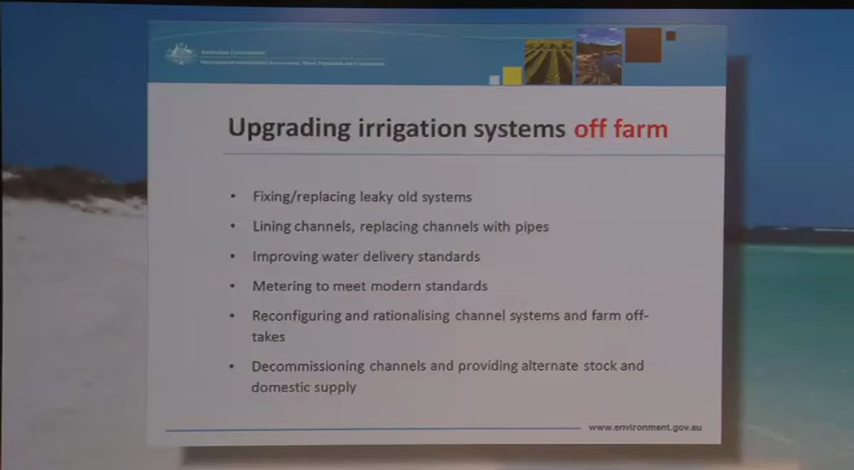 Australian Government
Upgrading irrigation systems off farm
• Fixing/replacing leaky old systems
• Lining channels, replacing channels with pipes
• Improving water delivery standards
• Metering to meet modern standards
• Reconfiguring and rationalising channel systems and farm off-
takes
• Decommissioning channels and providing alternate stock and
domestic supply
www.environment.gov.au